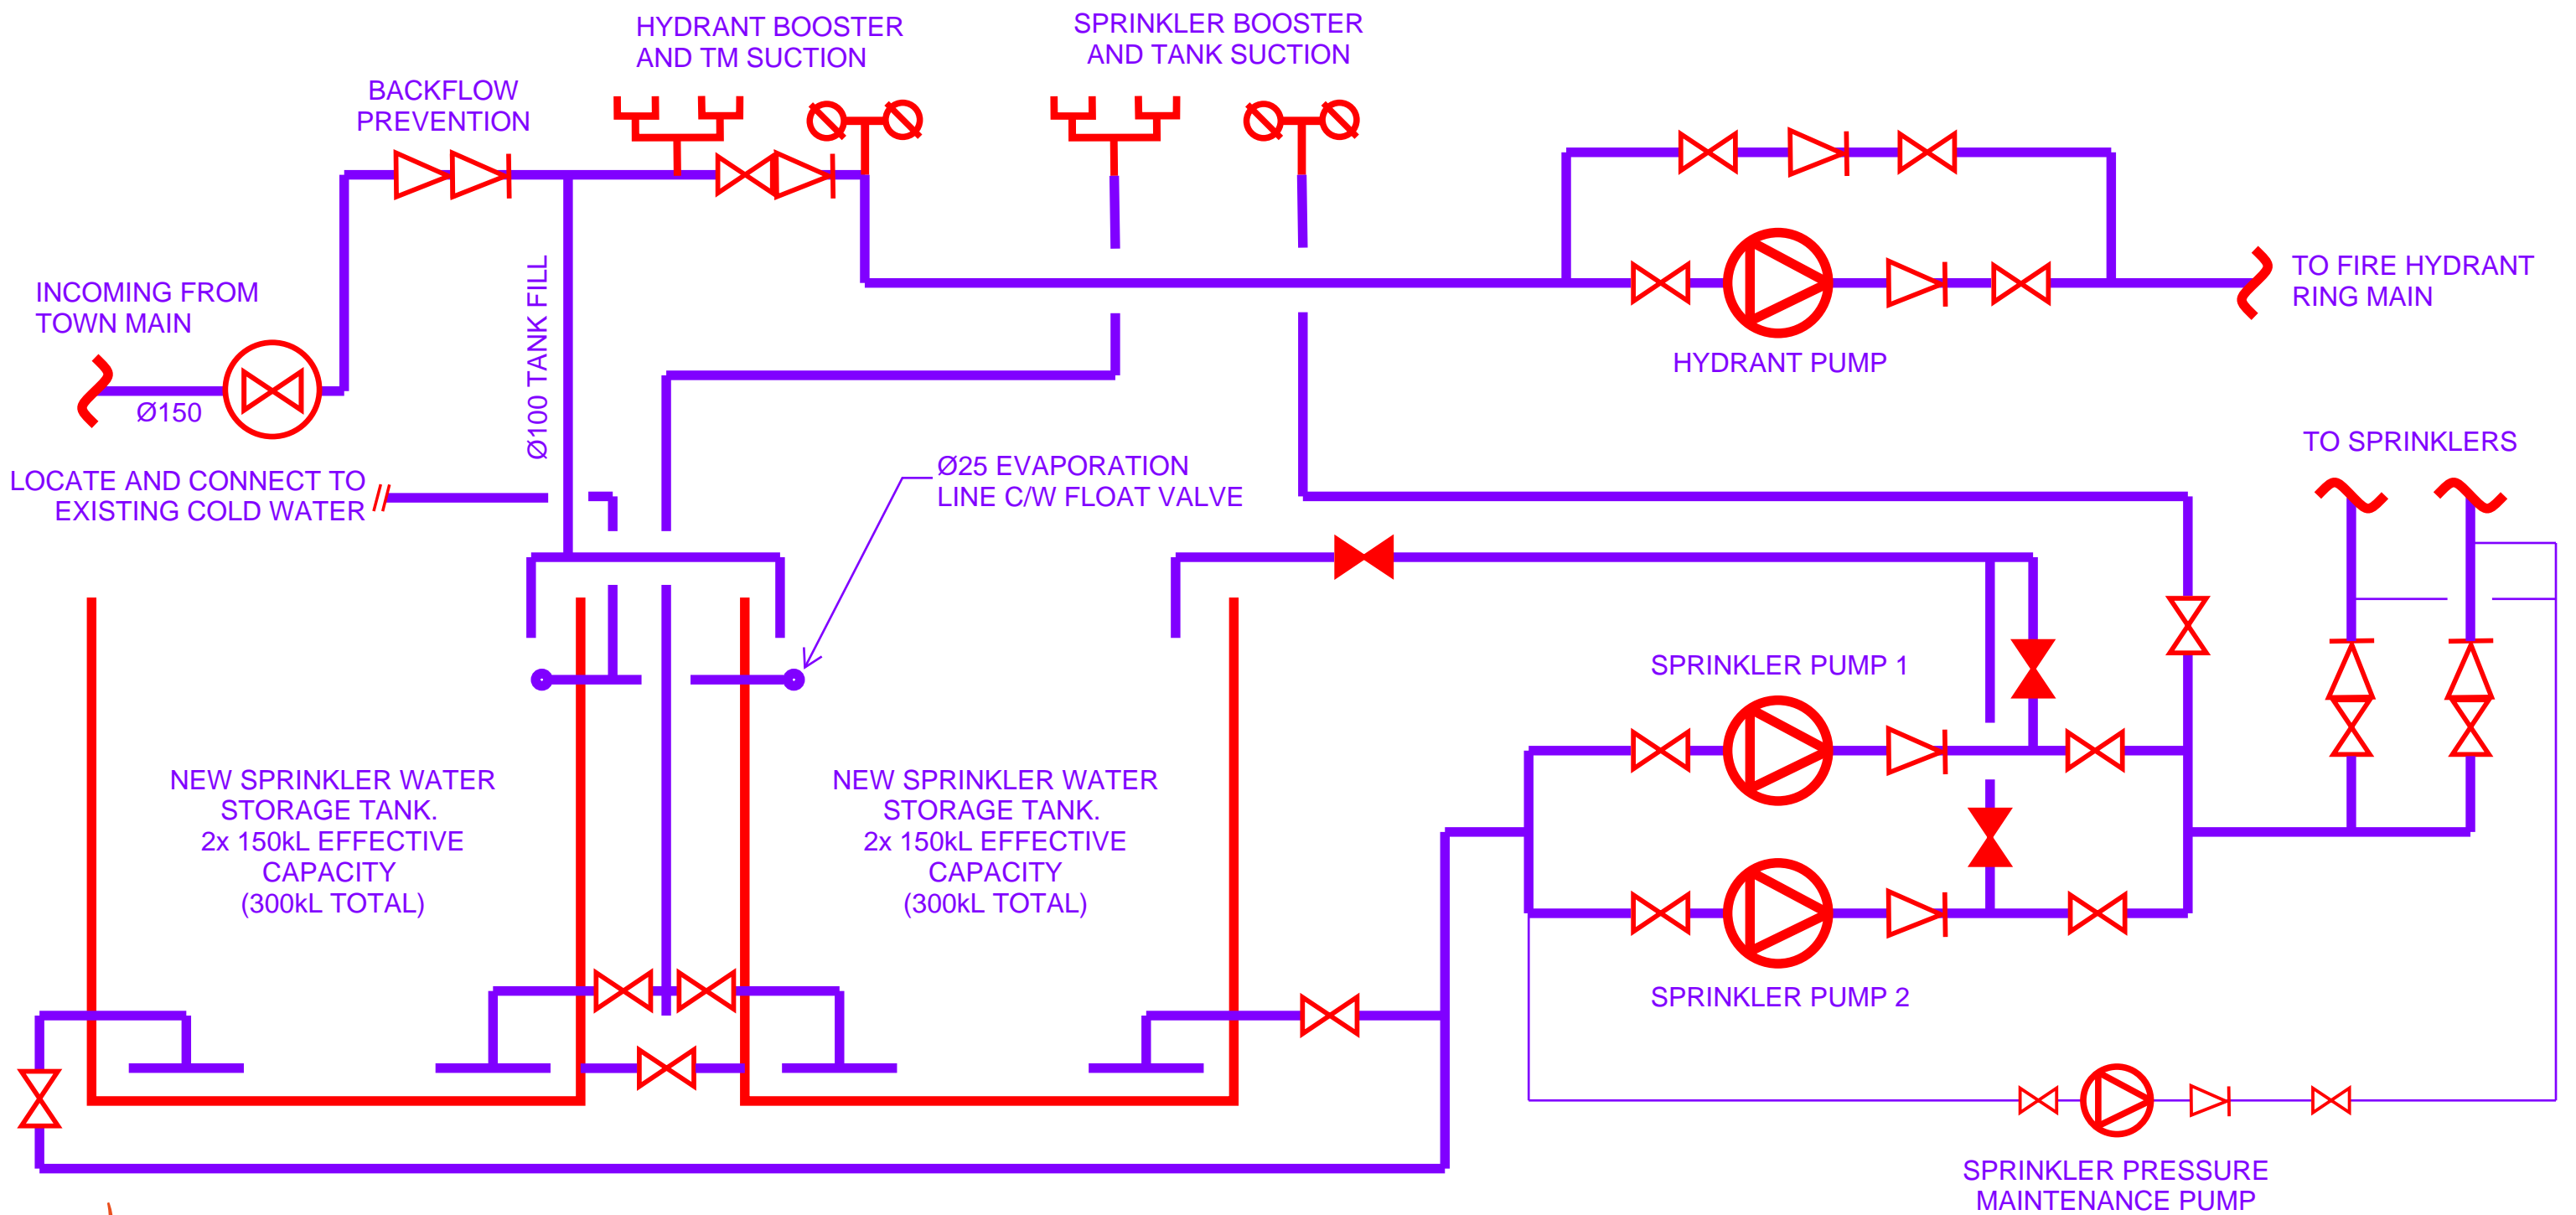 HYDRANT BOOSTER
AND TM SUCTION
SPRINKLER BOOSTER
AND TANK SUCTION
BACKFLOW
PREVENTION
INCOMING FROM
TOWN MAIN
Ø150
Ø100 TANK FILL
TO FIRE HYDRANT
RING MAIN
HYDRANT PUMP
LOCATE AND CONNECT TO
EXISTING COLD WATER
Ø25 EVAPORATION
LINE C/W FLOAT VALVE
TO SPRINKLERS
SPRINKLER PUMP 1
NEW SPRINKLER WATER
STORAGE TANK.
2x 150kL EFFECTIVE
CAPACITY
(300kL TOTAL)
NEW SPRINKLER WATER
STORAGE TANK.
2x 150kL EFFECTIVE
CAPACITY
(300kL TOTAL)
SPRINKLER PUMP 2
SPRINKLER PRESSURE
MAINTENANCE PUMP